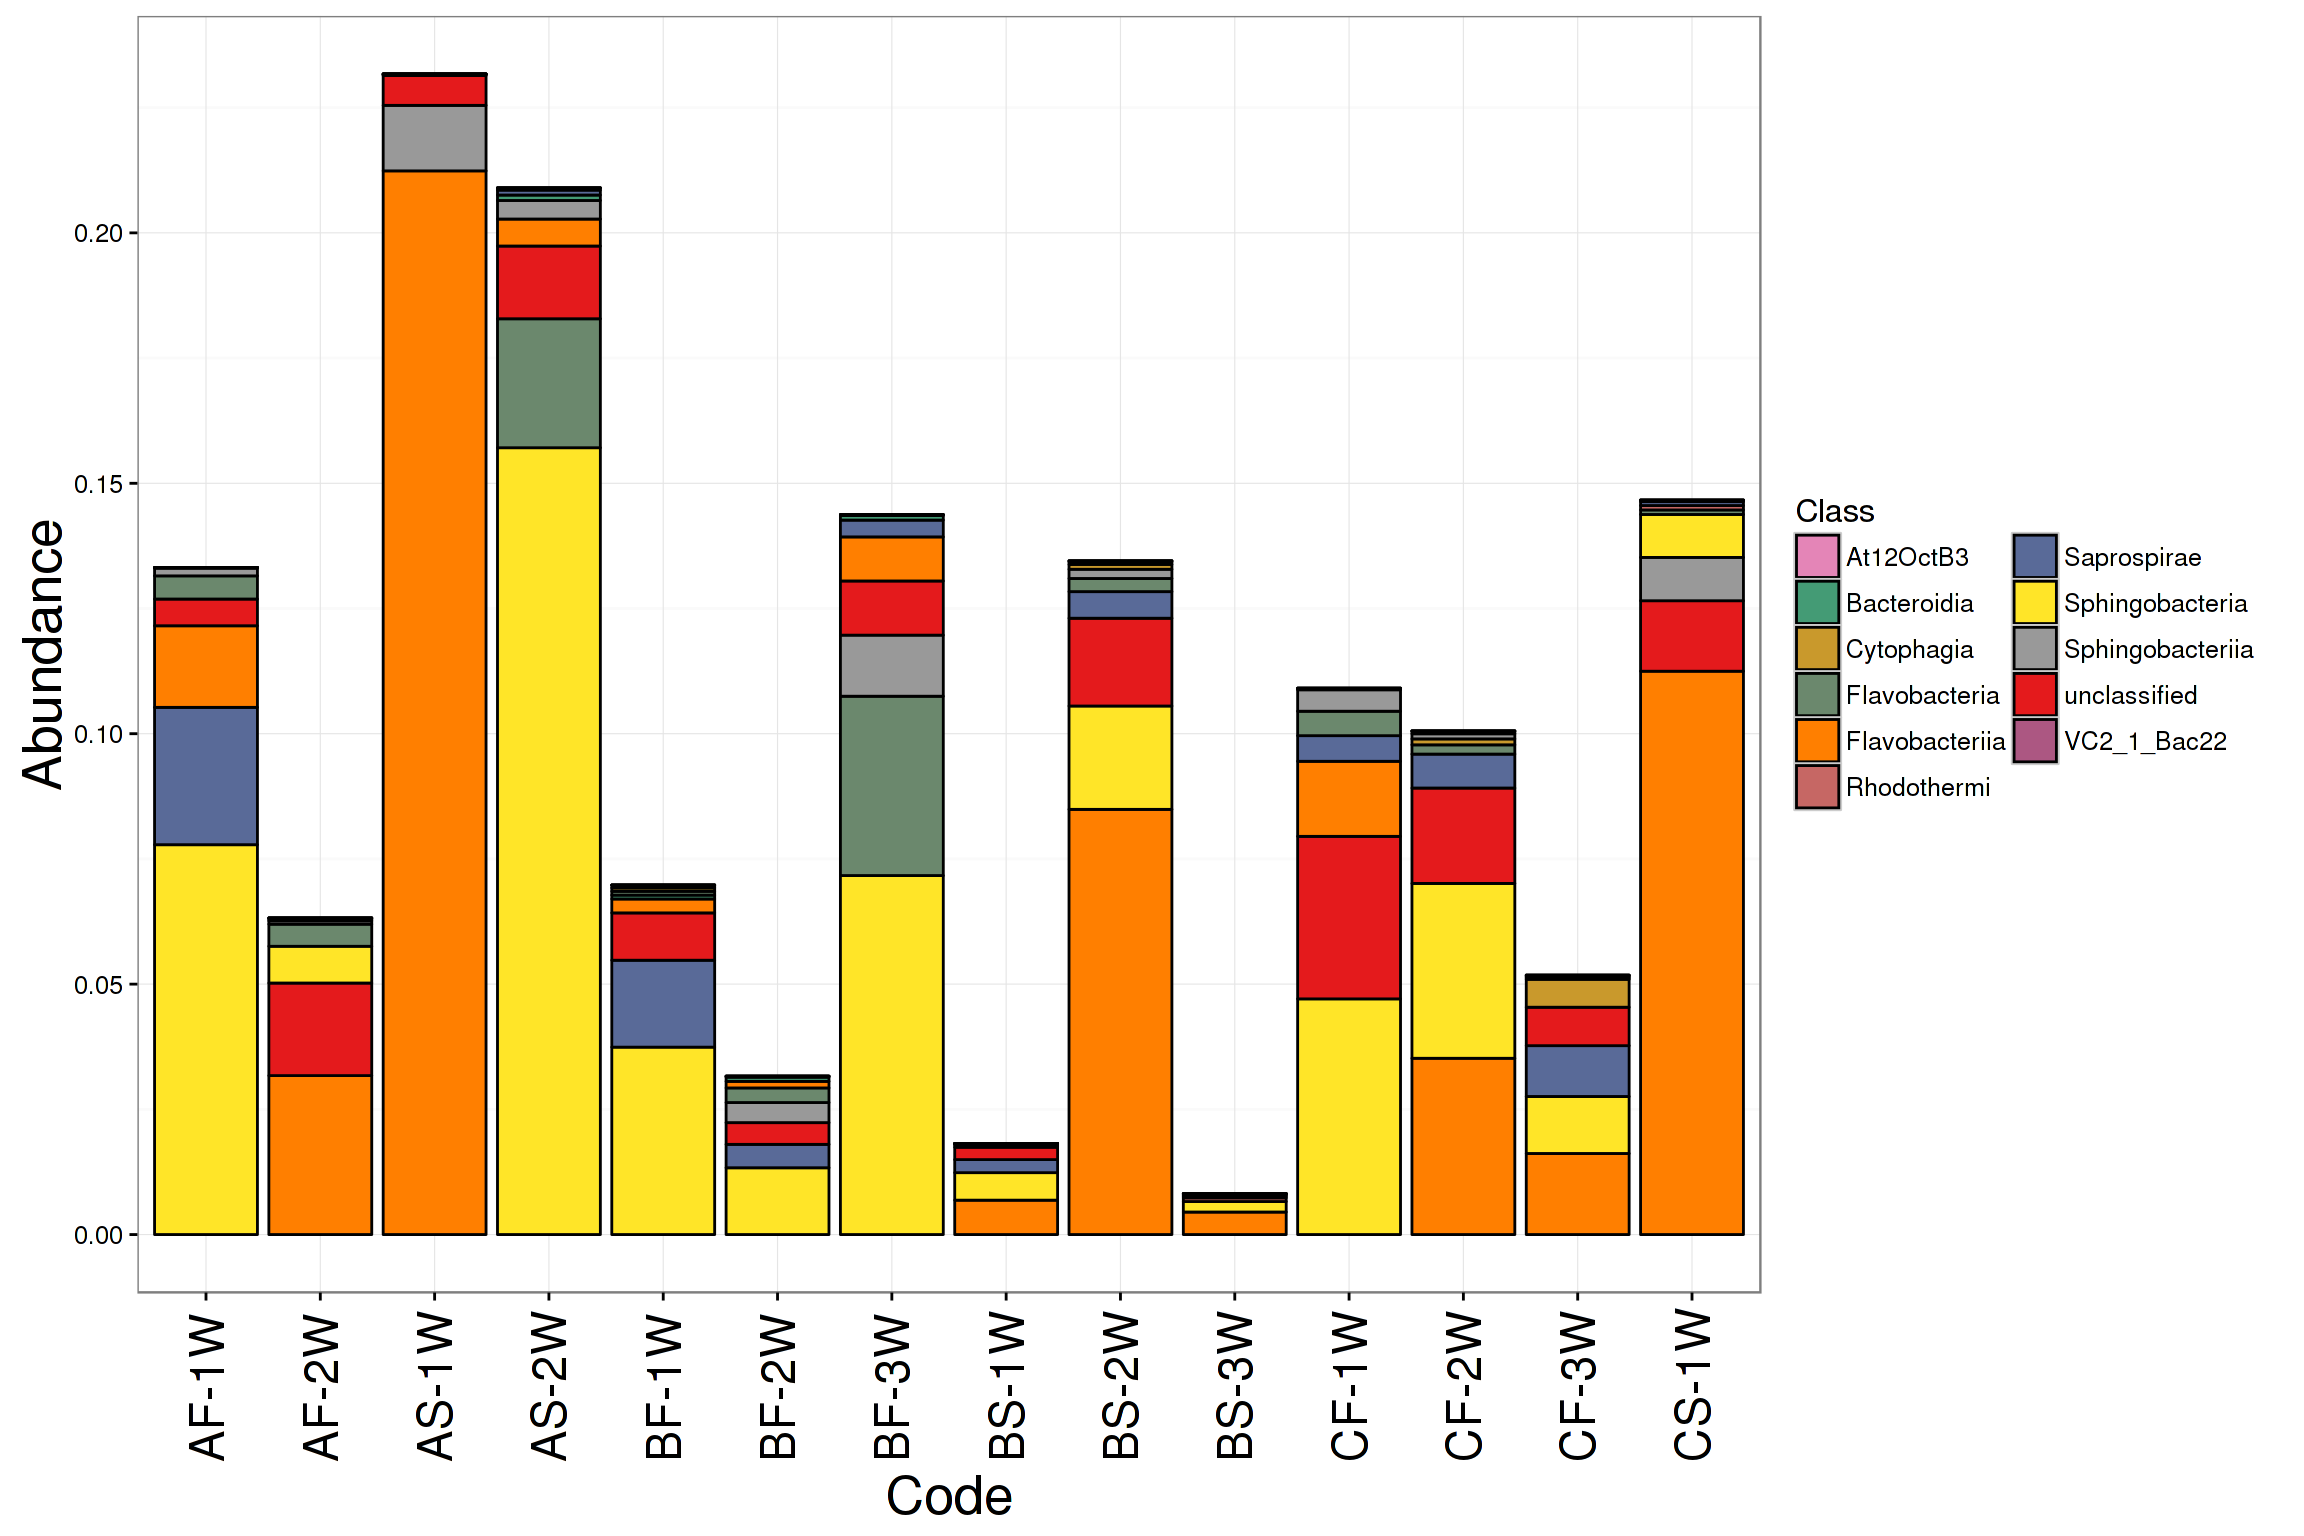 Abundance
0.20
0.15
0.10
0.05
0.00
AF-1W
AF-2W
AS-1W
AS-2W
BF-1W
BF-2W
BF-3W
BS-1W
BS-2W
BS-3W
CF-1W
CF-2W
CF-3W
CS-1W
Code
Class
At12OctB3
Bacteroidia
Cytophagia
Flavobacteria
Flavobacteriia
Rhodothermi
Saprospirae
Sphingobacteria
Sphingobacteriia
unclassified
VC2_1_Bac22